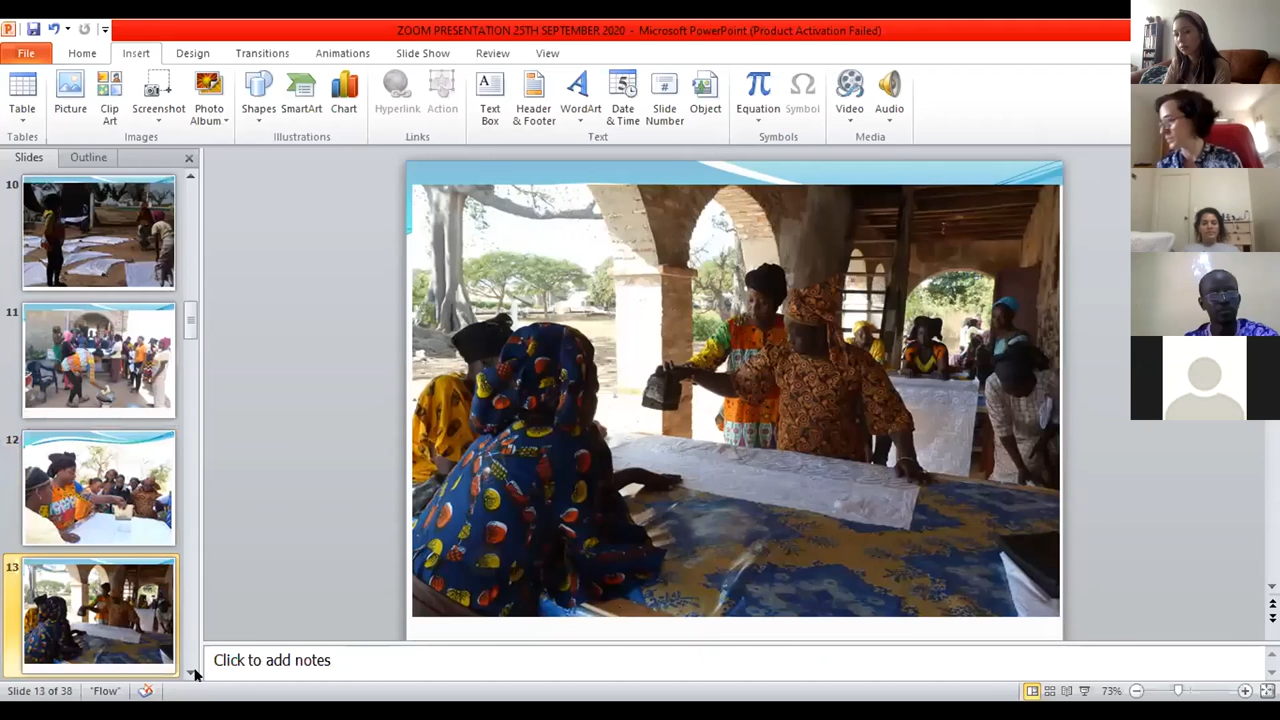 ZOOM PRESENTATION 25TH SEPTEMBER 2020 - Microsoft PowerPoint (Product Activation Failed)
File Home Insert Design Transitions Animations Slide Show Review View
Table
Picture
Clip
Art
Screenshot
Photo
Album
Shapes
SmartArt
Chart
Hyperlink
Action
Text
Box
Header
& Footer
WordArt
Date
& Time
Slide
Number
Object
Equation
Symbol
Video
Audio
Tables Images Illustrations Links Text Symbols Media
Slides Outline
10
11
12
13
Click to add notes
Slide 13 of 38 "Flow" 73%